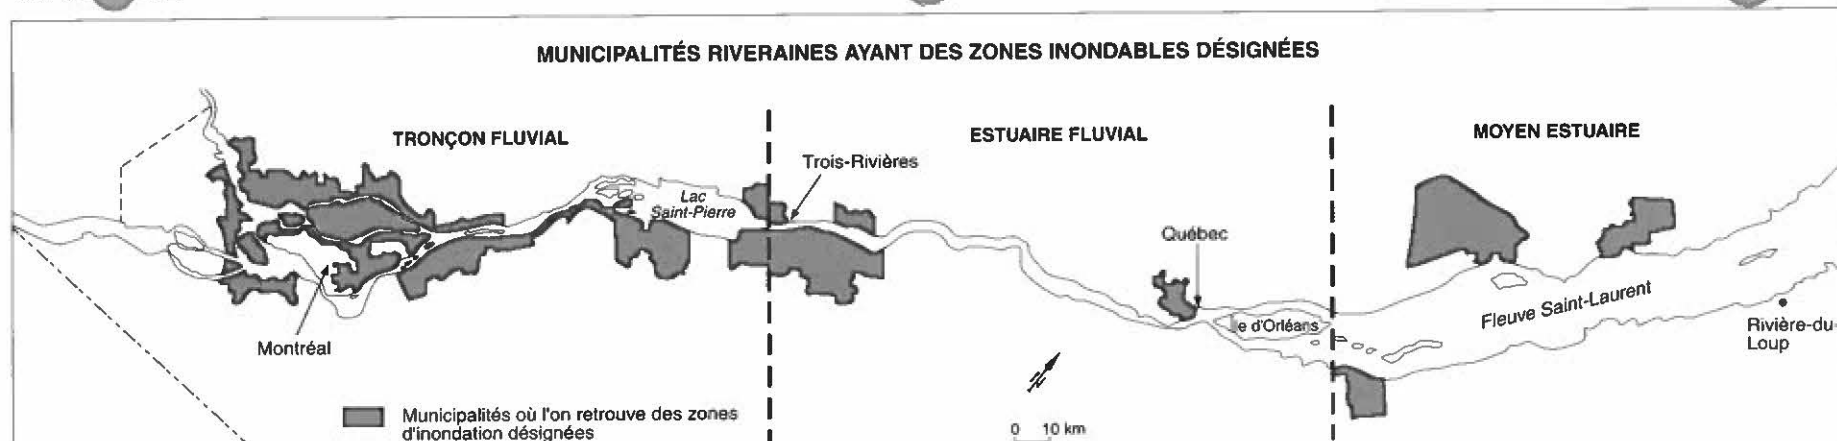 MUNICIPALITÉS RIVERAINES AYANT DES ZONES INONDABLES DÉSIGNÉES
TRONÇON FLUVIAL
ESTUAIRE FLUVIAL
MOYEN ESTUAIRE
Trois-Rivières
Lac
Saint-Pierre
Québec
Île d'Orléans
Fleuve Saint-Laurent
Rivière-du-
Loup
Montréal
Municipalités où l'on retrouve des zones
d'inondation désignées
N
0 10 km